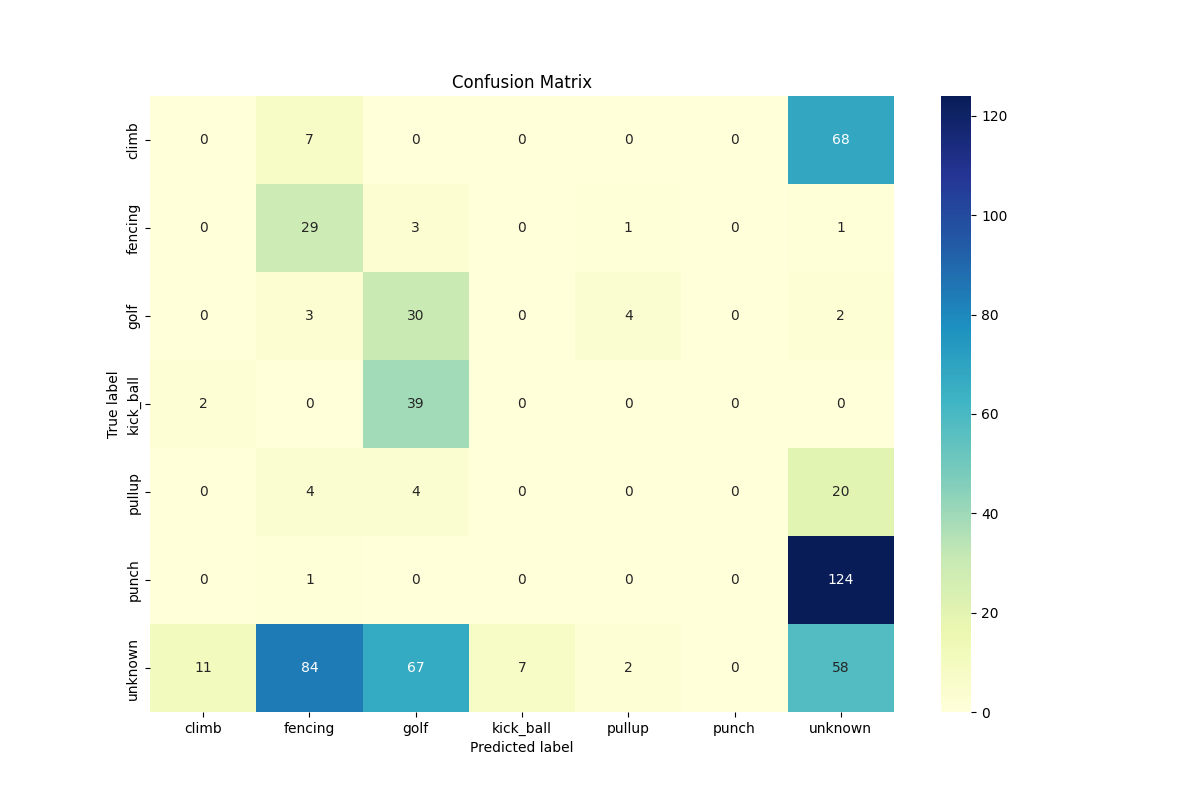 Confusion Matrix
climb 0 7 0 0 0 0 68
fencing 0 29 3 0 1 0 1
golf 0 3 30 0 4 0 2
kick_ball 2 0 39 0 0 0 0
pullup 0 4 4 0 0 0 20
punch 0 1 0 0 0 0 124
unknown 11 84 67 7 2 0 58
True label
climb fencing golf kick_ball pullup punch unknown
Predicted label
120
100
80
60
40
20
0